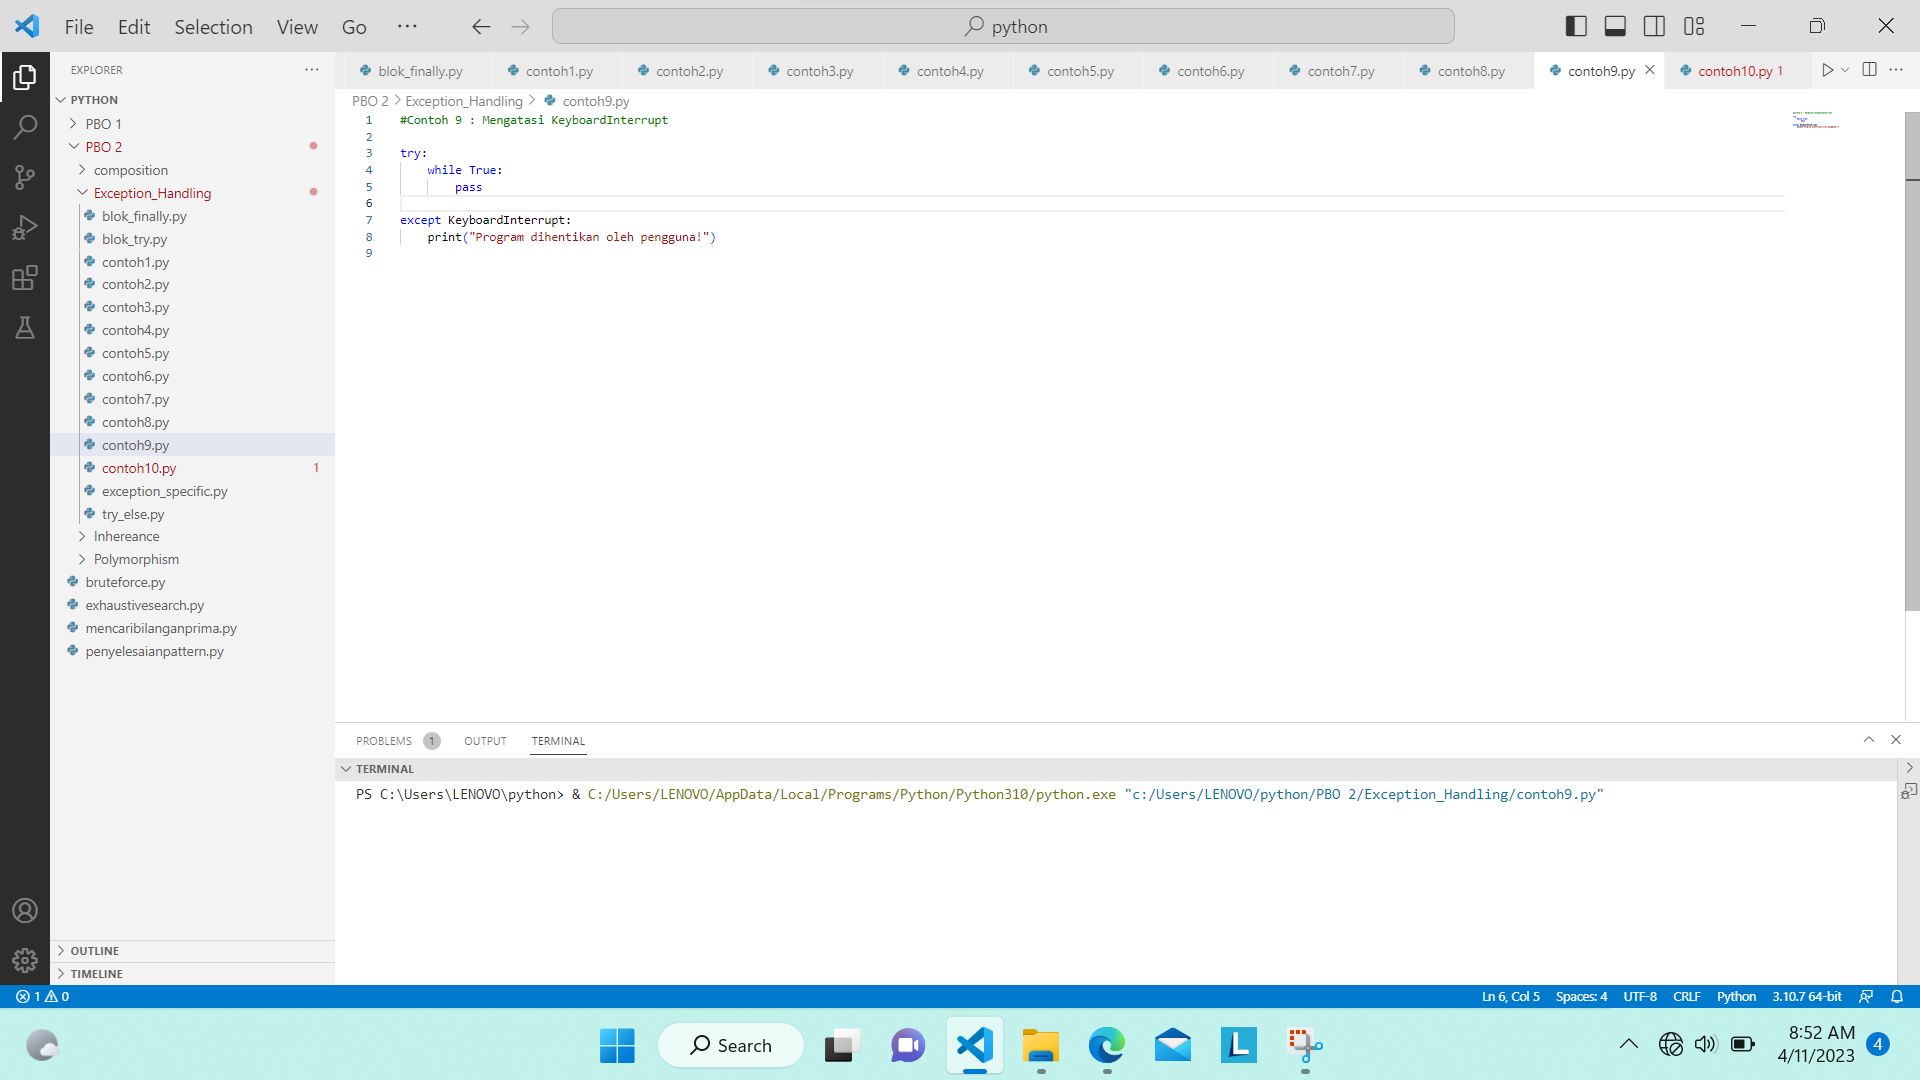 File Edit Selection View Go ··· python
EXPLORER ···
PYTHON
PBO 1
PBO 2
composition
Exception_Handling
blok_finally.py
blok_try.py
contoh1.py
contoh2.py
contoh3.py
contoh4.py
contoh5.py
contoh6.py
contoh7.py
contoh8.py
contoh9.py
contoh10.py 1
exception_specific.py
try_else.py
Inhereance
Polymorphism
bruteforce.py
exhaustivesearch.py
mencaribilanganprima.py
penyelesaianpattern.py
OUTLINE
TIMELINE
blok_finally.py contoh1.py contoh2.py contoh3.py contoh4.py contoh5.py contoh6.py contoh7.py contoh8.py contoh9.py contoh10.py 1
PBO 2 > Exception_Handling > contoh9.py
1 #Contoh 9 : Mengatasi KeyboardInterrupt
2
3 try:
4 while True:
5 pass
6
7 except KeyboardInterrupt:
8 print("Program dihentikan oleh pengguna!")
9
PROBLEMS 1 OUTPUT TERMINAL
TERMINAL
PS C:\Users\LENOVO\python> & C:/Users/LENOVO/AppData/Local/Programs/Python/Python310/python.exe "c:/Users/LENOVO/python/PBO 2/Exception_Handling/contoh9.py"
1 0 Ln 6, Col 5 Spaces: 4 UTF-8 CRLF Python 3.10.7 64-bit
Search L 8:52 AM
4/11/2023 4